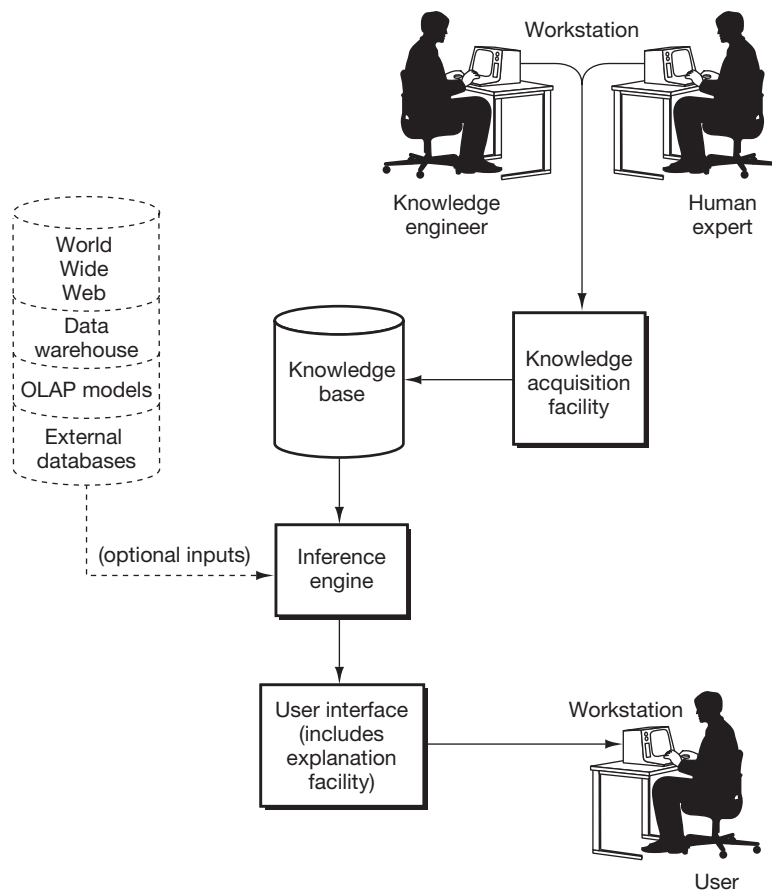 Workstation
Knowledge
engineer
Human
expert
World
Wide
Web
Data
warehouse
OLAP models
External
databases
Knowledge
base
Knowledge
acquisition
facility
(optional inputs)
Inference
engine
User interface
(includes
explanation
facility)
Workstation
User